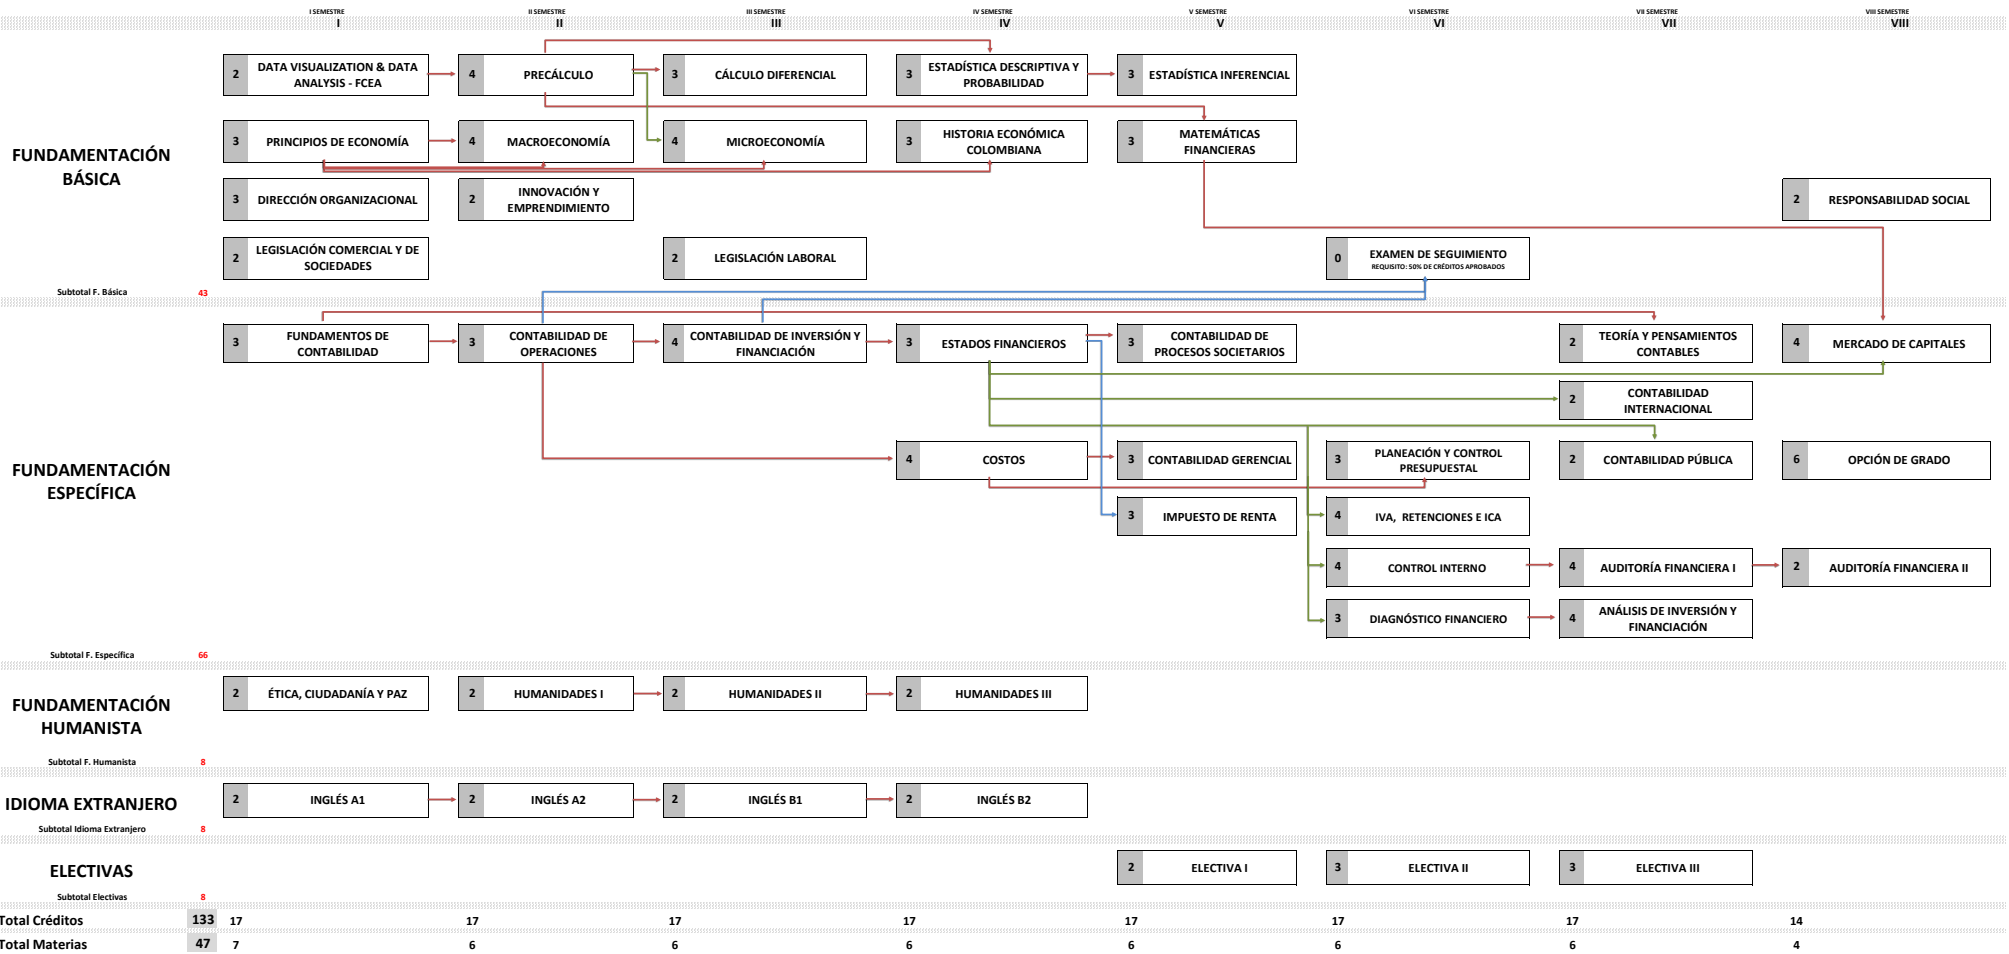 I SEMESTRE II SEMESTRE III SEMESTRE IV SEMESTRE V SEMESTRE VI SEMESTRE VII SEMESTRE VIII SEMESTRE
I II III IV V VI VII VIII
FUNDAMENTACIÓN
BÁSICA
2 DATA VISUALIZATION & DATA
ANALYSIS - FCEA
4 PRECÁLCULO
3 CÁLCULO DIFERENCIAL
3 ESTADÍSTICA DESCRIPTIVA Y
PROBABILIDAD
3 ESTADÍSTICA INFERENCIAL
3 PRINCIPIOS DE ECONOMÍA
4 MACROECONOMÍA
4 MICROECONOMÍA
3 HISTORIA ECONÓMICA
COLOMBIANA
3 MATEMÁTICAS
FINANCIERAS
3 DIRECCIÓN ORGANIZACIONAL
2 INNOVACIÓN Y
EMPRENDIMIENTO
2 RESPONSABILIDAD SOCIAL
2 LEGISLACIÓN COMERCIAL Y DE
SOCIEDADES
2 LEGISLACIÓN LABORAL
0 EXAMEN DE SEGUIMIENTO
REQUISITO: 50% DE CRÉDITOS APROBADOS
Subtotal F. Básica 43
FUNDAMENTACIÓN
ESPECÍFICA
3 FUNDAMENTOS DE
CONTABILIDAD
3 CONTABILIDAD DE
OPERACIONES
4 CONTABILIDAD DE INVERSIÓN Y
FINANCIACIÓN
3 ESTADOS FINANCIEROS
3 CONTABILIDAD DE
PROCESOS SOCIETARIOS
2 TEORÍA Y PENSAMIENTOS
CONTABLES
4 MERCADO DE CAPITALES
2 CONTABILIDAD
INTERNACIONAL
4 COSTOS
3 CONTABILIDAD GERENCIAL
3 PLANEACIÓN Y CONTROL
PRESUPUESTAL
2 CONTABILIDAD PÚBLICA
6 OPCIÓN DE GRADO
3 IMPUESTO DE RENTA
4 IVA, RETENCIONES E ICA
4 CONTROL INTERNO
4 AUDITORÍA FINANCIERA I
2 AUDITORÍA FINANCIERA II
3 DIAGNÓSTICO FINANCIERO
4 ANÁLISIS DE INVERSIÓN Y
FINANCIACIÓN
Subtotal F. Específica 66
FUNDAMENTACIÓN
HUMANISTA
2 ÉTICA, CIUDADANÍA Y PAZ
2 HUMANIDADES I
2 HUMANIDADES II
2 HUMANIDADES III
Subtotal F. Humanista 8
IDIOMA EXTRANJERO
2 INGLÉS A1
2 INGLÉS A2
2 INGLÉS B1
2 INGLÉS B2
Subtotal Idioma Extranjero 8
ELECTIVAS
2 ELECTIVA I
3 ELECTIVA II
3 ELECTIVA III
Subtotal Electivas 8
Total Créditos 133 17 17 17 17 17 17 17 14
Total Materias 47 7 6 6 6 6 6 6 4